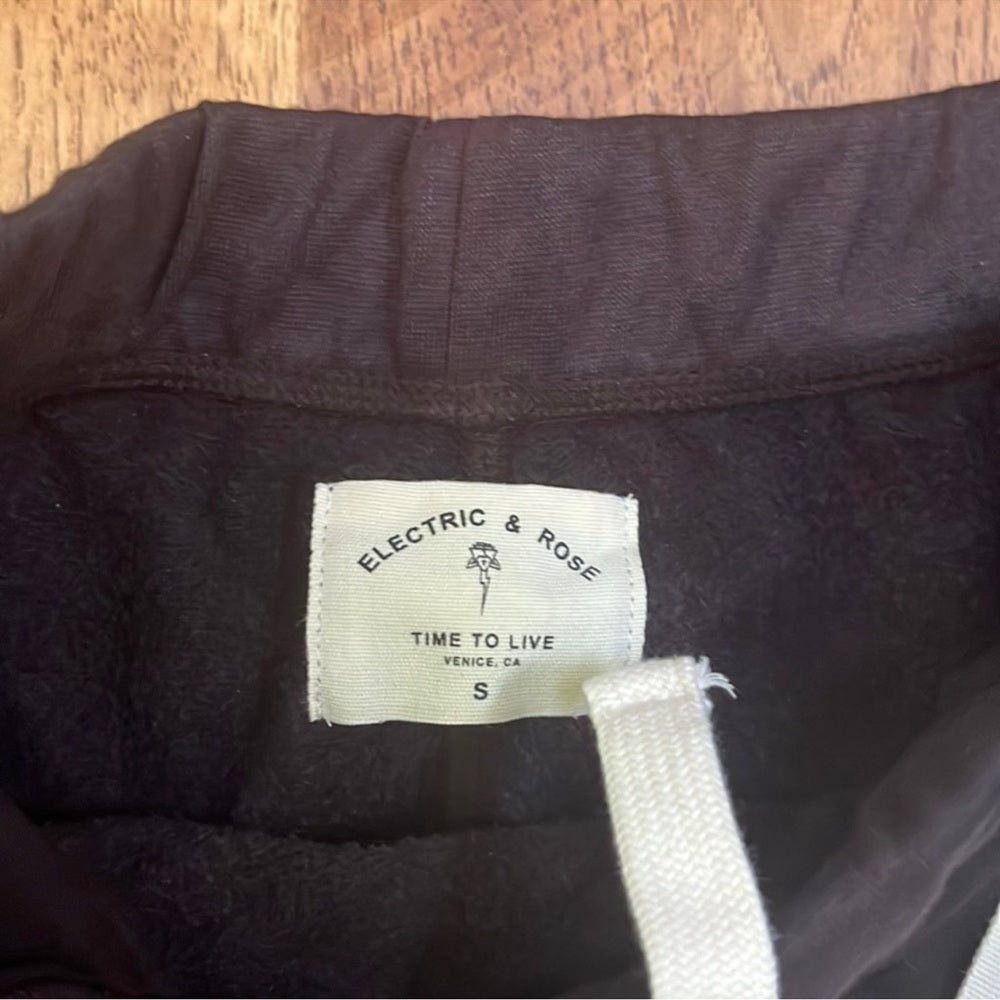 ELECTRIC & ROSE
TIME TO LIVE
VENICE, CA
S